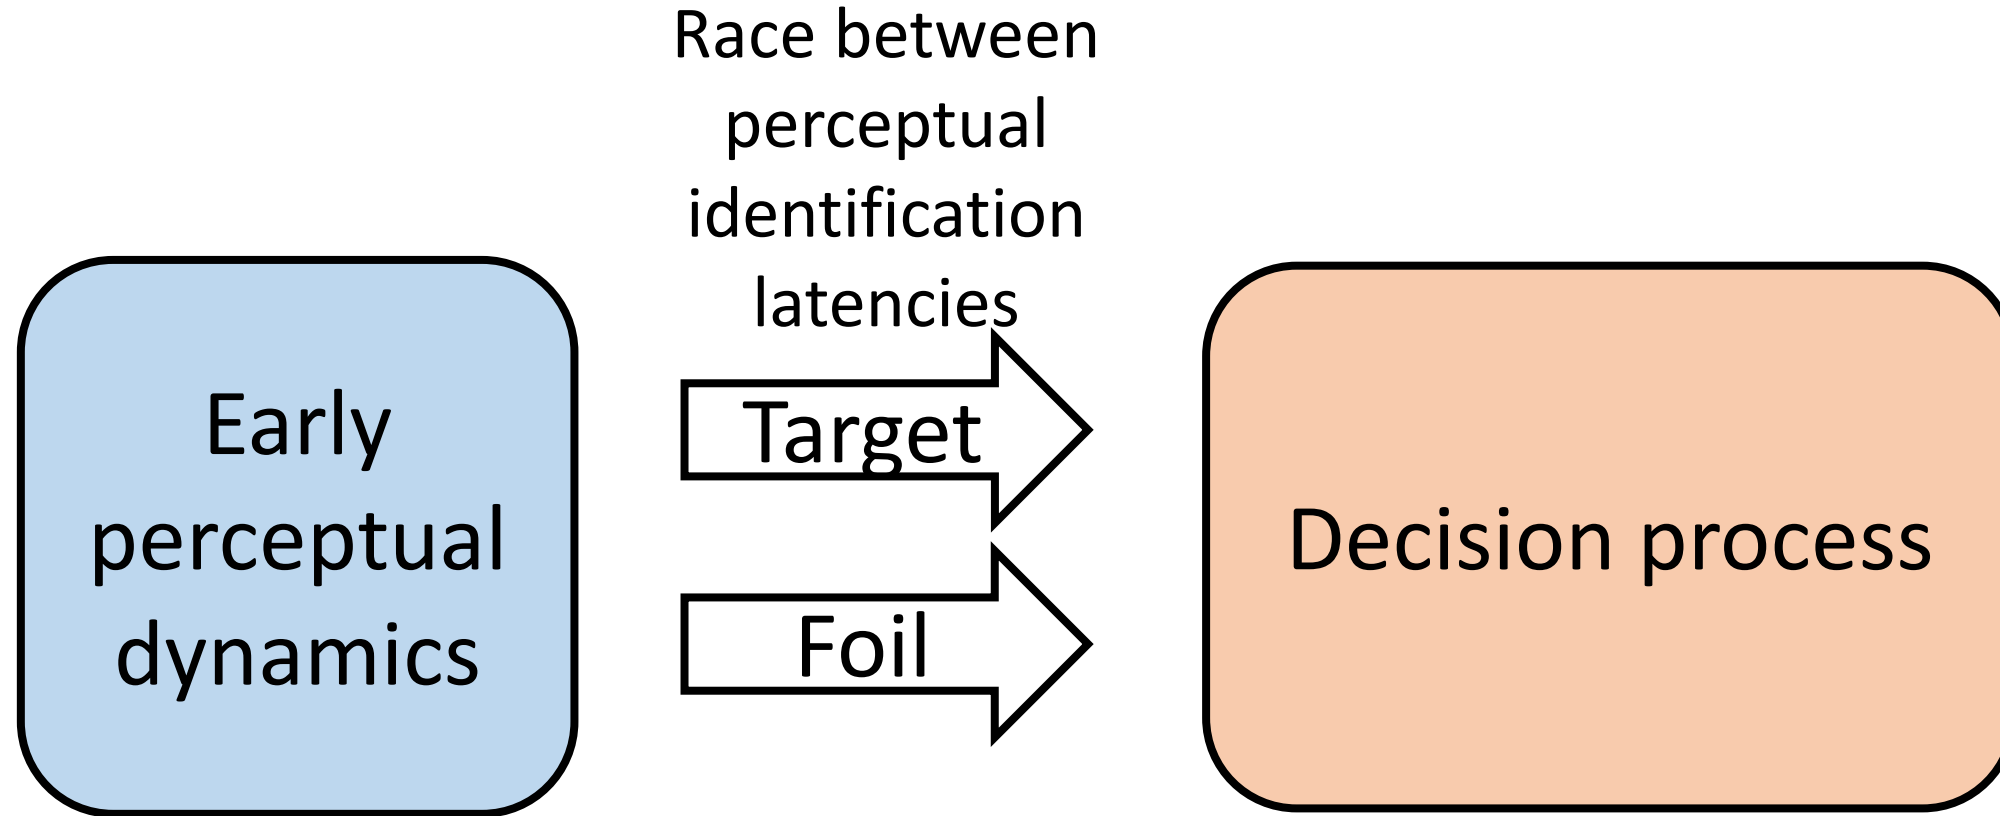 Race between
perceptual
identification
latencies
Early
perceptual
dynamics
Target
Foil
Decision process